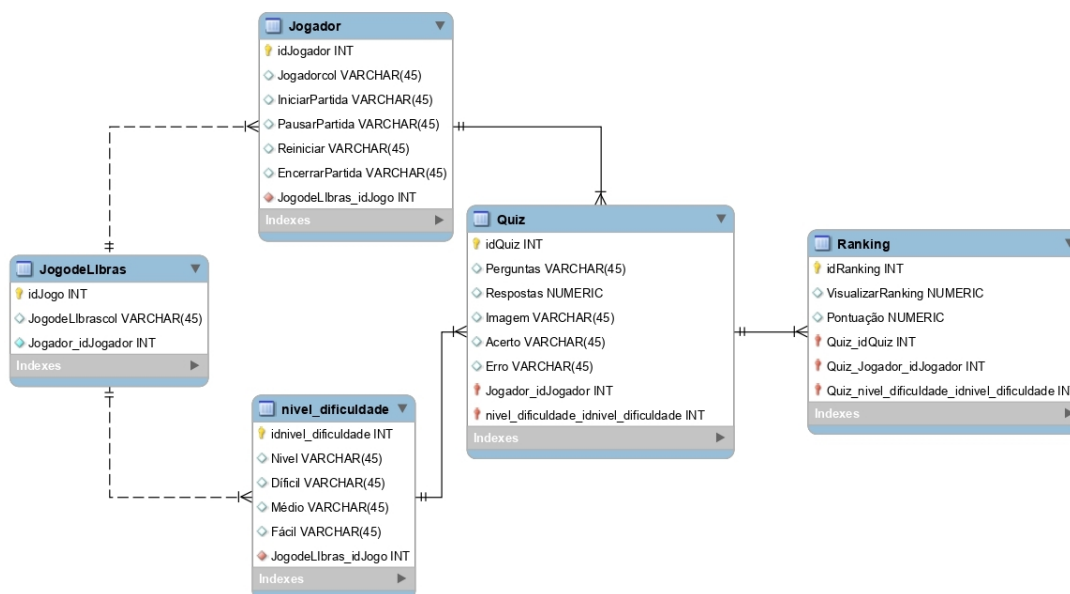 Jogador
idJogador INT
Jogadorcol VARCHAR(45)
IniciarPartida VARCHAR(45)
PausarPartida VARCHAR(45)
Reiniciar VARCHAR(45)
EncerrarPartida VARCHAR(45)
JogodeLIbras_idJogo INT
Indexes
JogodeLIbras
idJogo INT
JogodeLIbrascol VARCHAR(45)
Jogador_idJogador INT
Indexes
nivel_dificuldade
idnivel_dificuldade INT
Nivel VARCHAR(45)
Díficil VARCHAR(45)
Médio VARCHAR(45)
Fácil VARCHAR(45)
JogodeLIbras_idJogo INT
Indexes
Quiz
idQuiz INT
Perguntas VARCHAR(45)
Respostas NUMERIC
Imagem VARCHAR(45)
Acerto VARCHAR(45)
Erro VARCHAR(45)
Jogador_idJogador INT
nivel_dificuldade_idnivel_dificuldade INT
Indexes
Ranking
idRanking INT
VisualizarRanking NUMERIC
Pontuação NUMERIC
Quiz_idQuiz INT
Quiz_Jogador_idJogador INT
Quiz_nivel_dificuldade_idnivel_dificuldade IN
Indexes